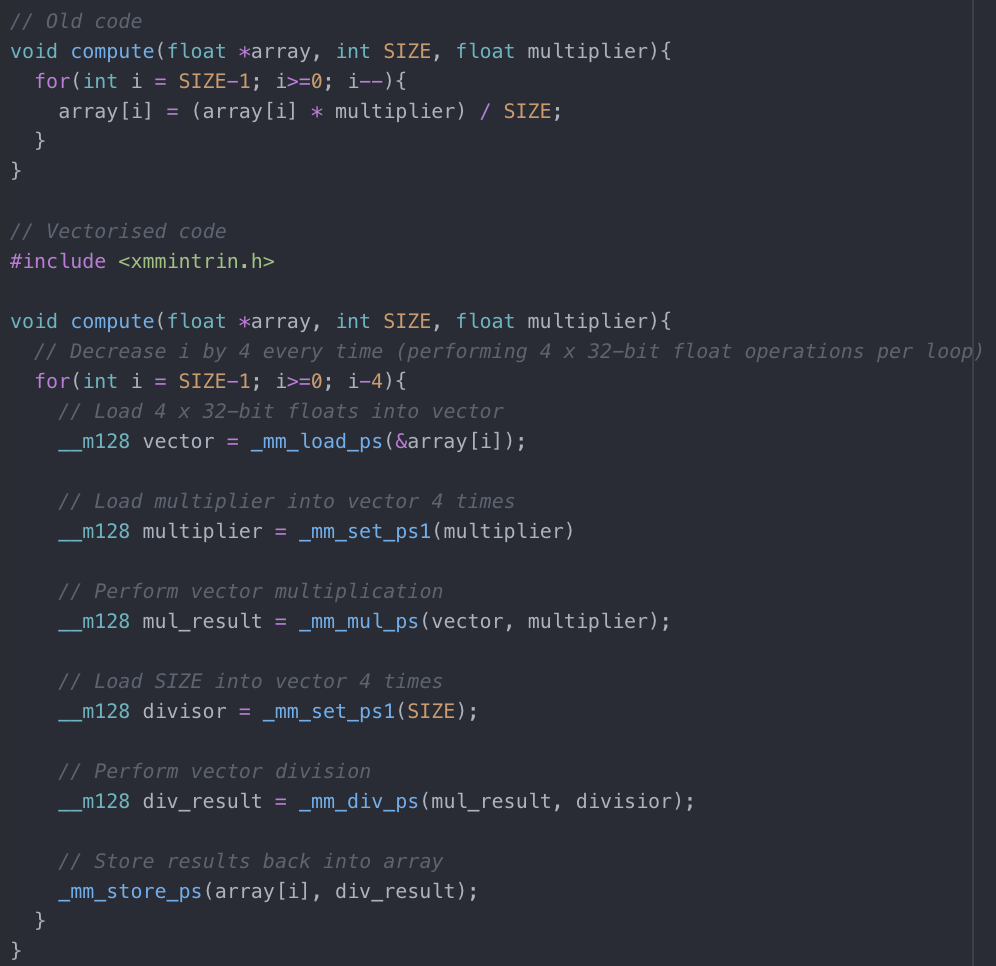 // Old code
void compute(float *array, int SIZE, float multiplier){
  for(int i = SIZE-1; i>=0; i--){
    array[i] = (array[i] * multiplier) / SIZE;
  }
}

// Vectorised code
#include <xmmintrin.h>

void compute(float *array, int SIZE, float multiplier){
  // Decrease i by 4 every time (performing 4 x 32-bit float operations per loop)
  for(int i = SIZE-1; i>=0; i-4){
    // Load 4 x 32-bit floats into vector
    __m128 vector = _mm_load_ps(&array[i]);

    // Load multiplier into vector 4 times
    __m128 multiplier = _mm_set_ps1(multiplier)

    // Perform vector multiplication
    __m128 mul_result = _mm_mul_ps(vector, multiplier);

    // Load SIZE into vector 4 times
    __m128 divisor = _mm_set_ps1(SIZE);

    // Perform vector division
    __m128 div_result = _mm_div_ps(mul_result, divisior);

    // Store results back into array
    _mm_store_ps(array[i], div_result);
  }
}